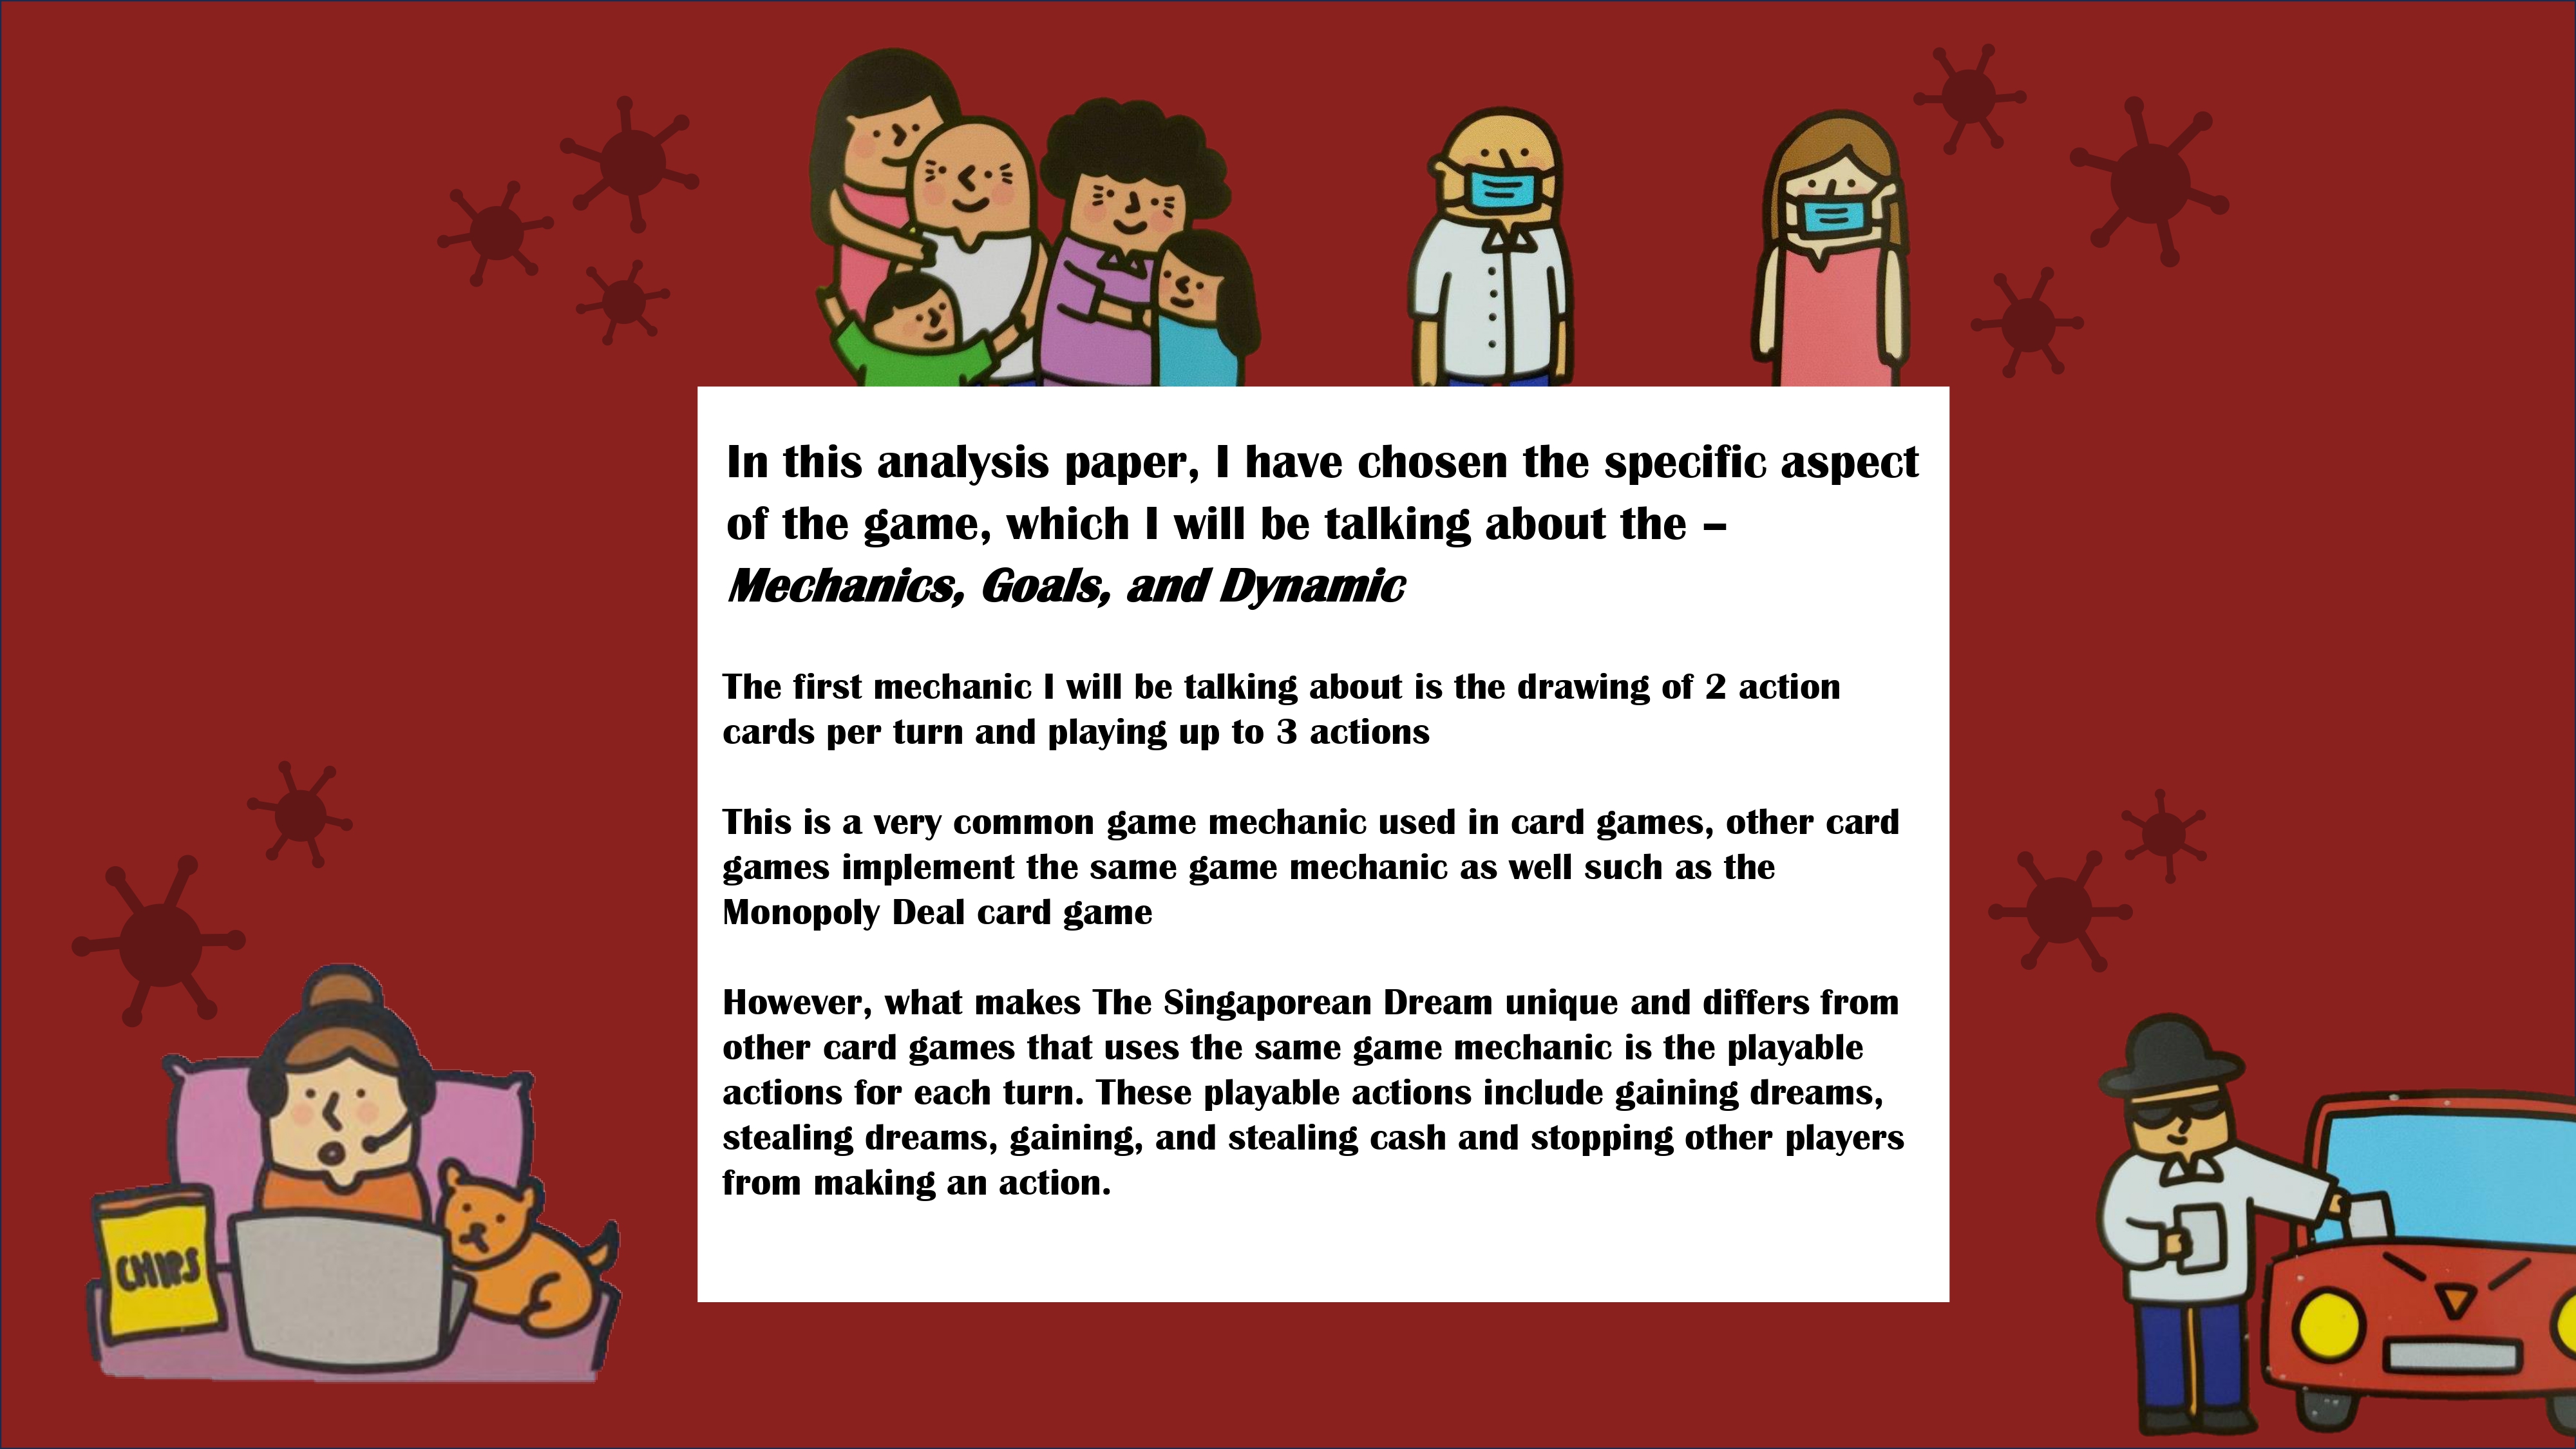 In this analysis paper, I have chosen the specific aspect
of the game, which I will be talking about the –
Mechanics, Goals, and Dynamic
The first mechanic I will be talking about is the drawing of 2 action
cards per turn and playing up to 3 actions
This is a very common game mechanic used in card games, other card
games implement the same game mechanic as well such as the
Monopoly Deal card game
However, what makes The Singaporean Dream unique and differs from
other card games that uses the same game mechanic is the playable
actions for each turn. These playable actions include gaining dreams,
stealing dreams, gaining, and stealing cash and stopping other players
from making an action.
CHIPS